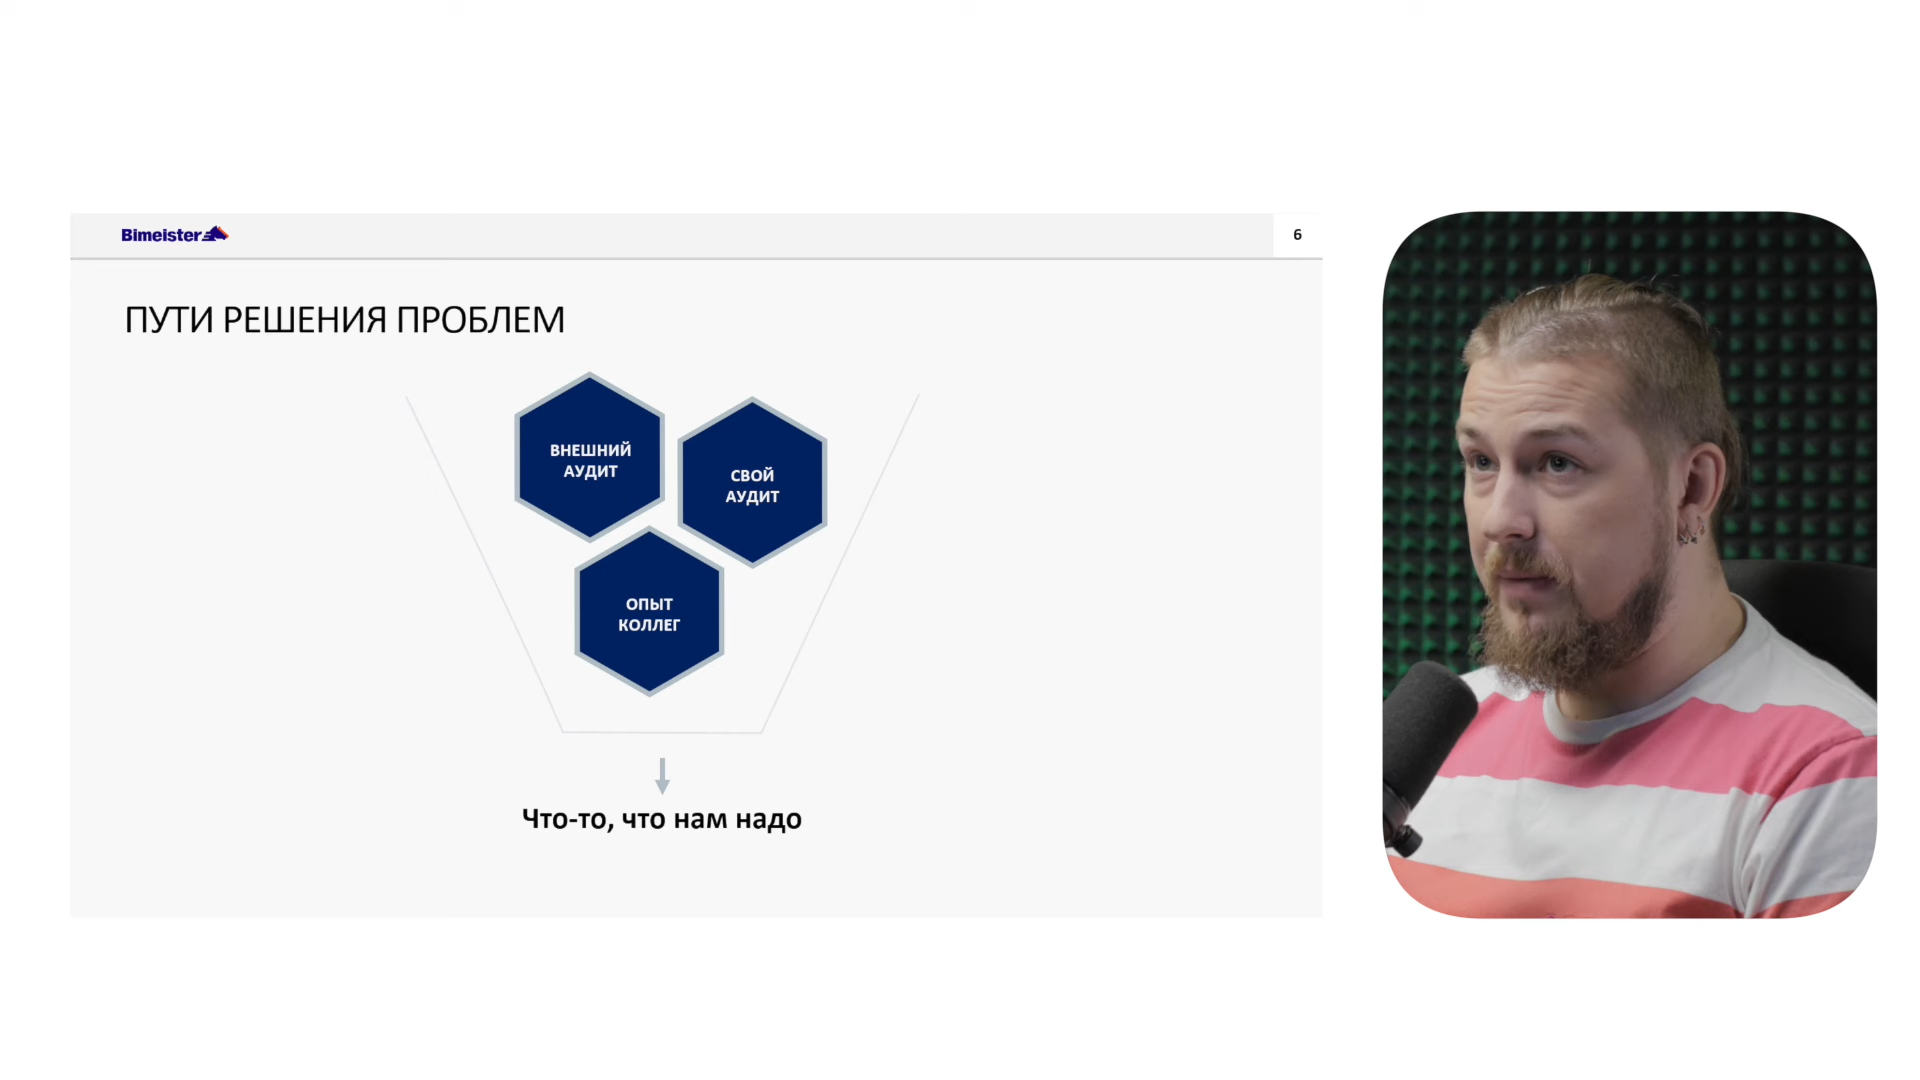 Bimeister
6
ПУТИ РЕШЕНИЯ ПРОБЛЕМ
ВНЕШНИЙ
АУДИТ
СВОЙ
АУДИТ
ОПЫТ
КОЛЛЕГ
Что-то, что нам надо